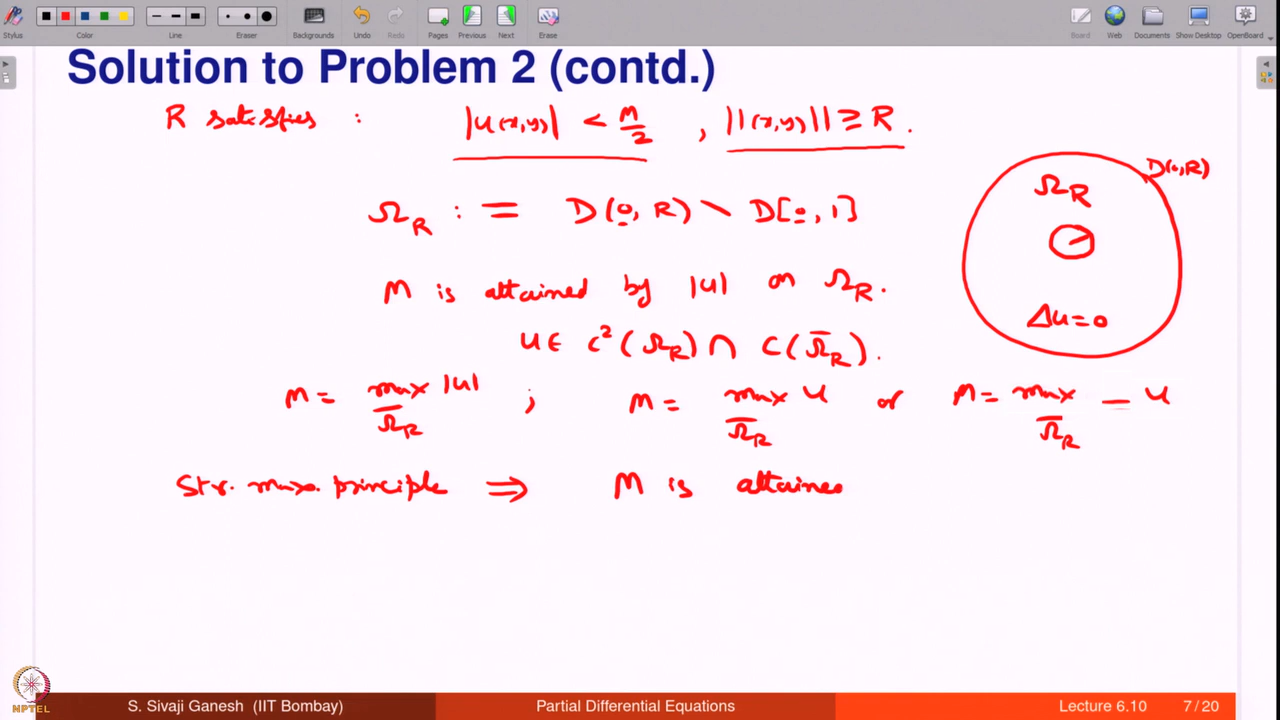 Stylus Color Line Eraser Backgrounds Undo Redo Pages Previous Next Erase Board Web Documents Show Desktop OpenBoard
Solution to Problem 2 (contd.)
R satisfies : |u(x,y)| < M/2 , ||(x,y)|| ≥ R.
D(0,R)
Ω_R
Ω_R := D(0, R) \ D[0, 1]
M is attained by |u| on Ω_R.
Δu=0
u ∈ C²(Ω_R) ∩ C(Ω̅_R).
M = max_{Ω̅_R} |u| ; M = max_{Ω̅_R} u or M = max_{Ω̅_R} −u
Str. max. principle ⇒ M is attaine
NPTEL
S. Sivaji Ganesh (IIT Bombay) Partial Differential Equations Lecture 6.10 7/20